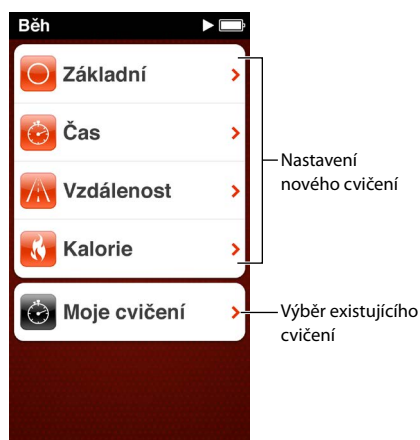 Běh
Základní
Čas
Vzdálenost
Kalorie
Nastavení
nového cvičení
Moje cvičení
Výběr existujícího
cvičení